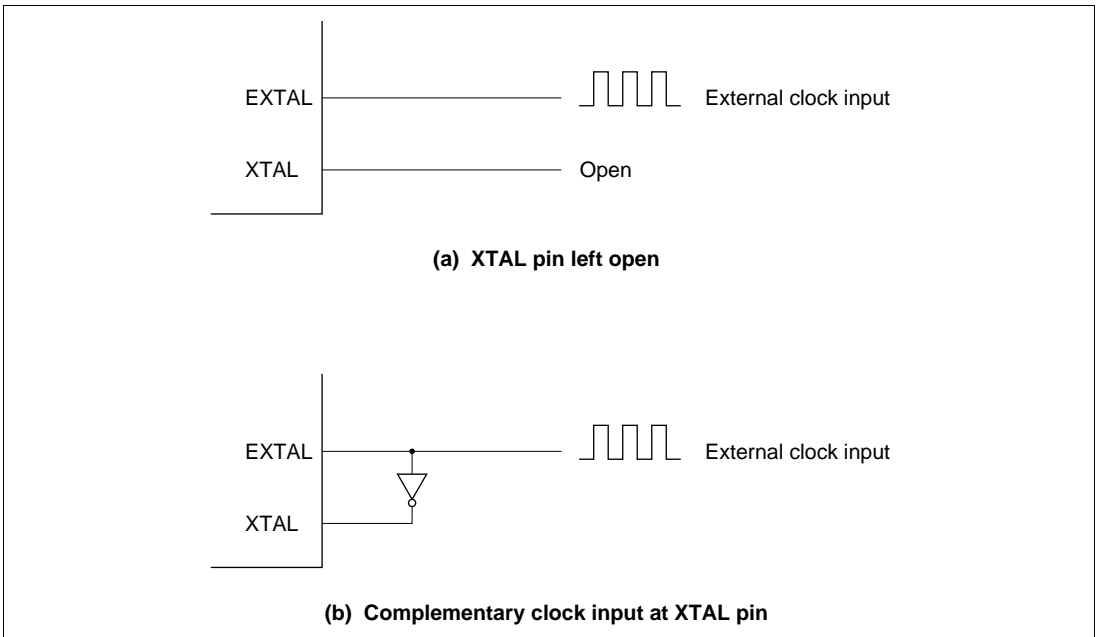 EXTAL
External clock input
XTAL
Open
(a) XTAL pin left open
EXTAL
External clock input
XTAL
(b) Complementary clock input at XTAL pin